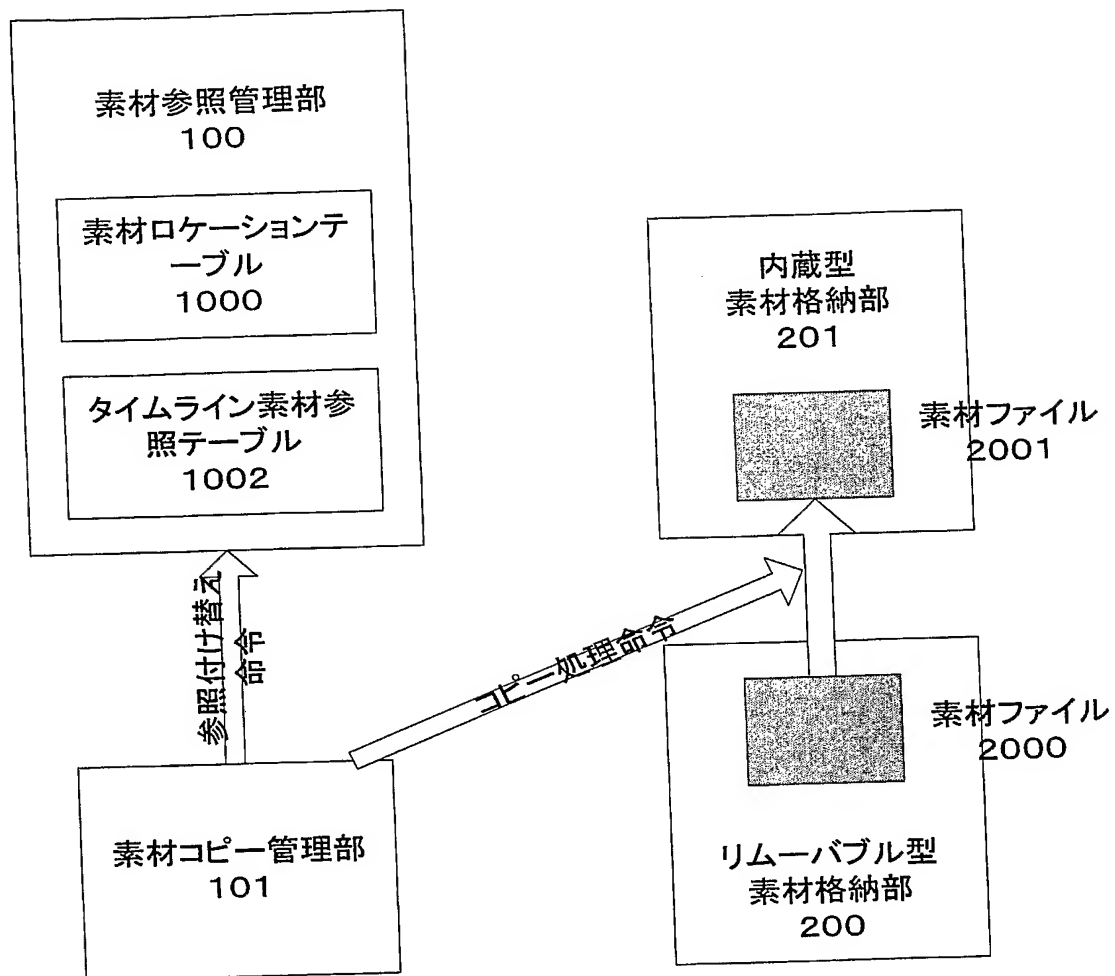 素材参照管理部
100
素材ロケーションテ
ーブル
1000
タイムライン素材参
照テーブル
1002
内蔵型
素材格納部
201
素材ファイル
2001
参照付け替え
命令
コピー処理命令
素材ファイル
2000
素材コピー管理部
101
リムーバブル型
素材格納部
200